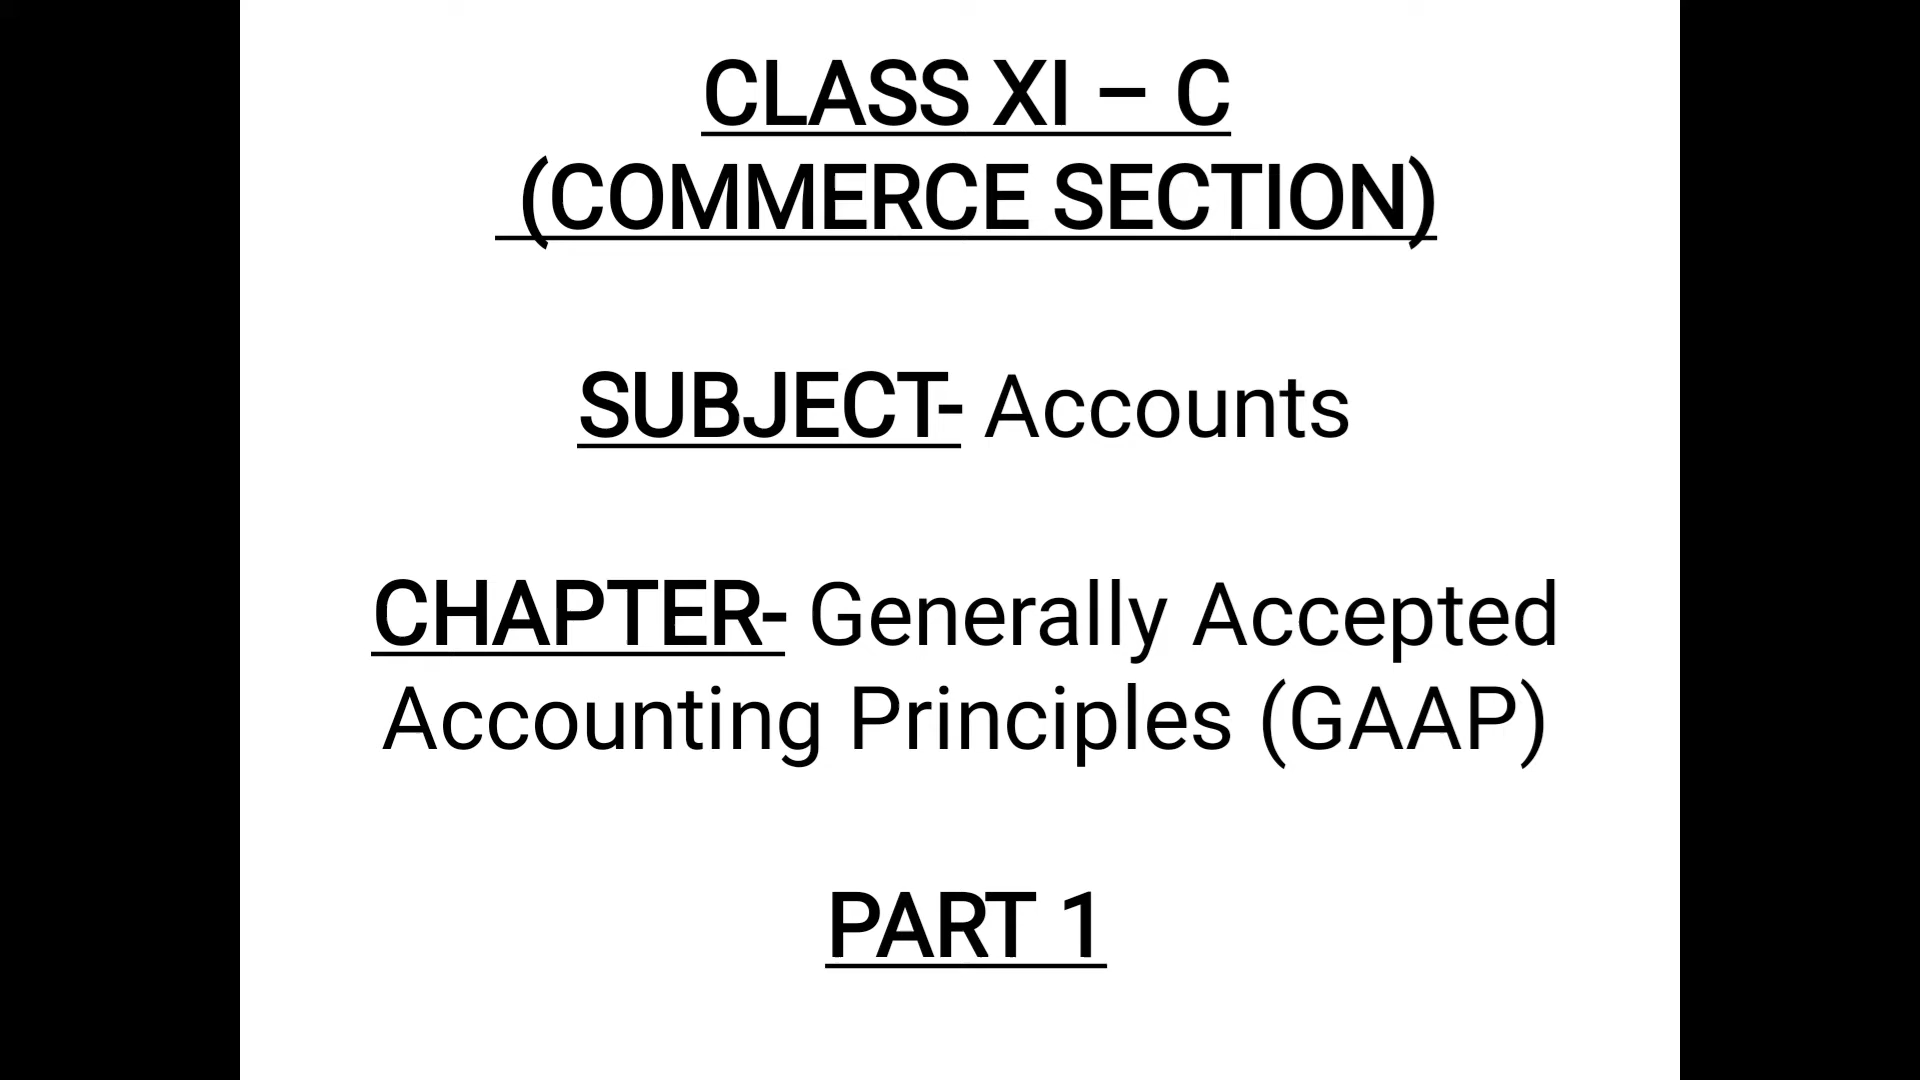 CLASS XI – C
(COMMERCE SECTION)
SUBJECT- Accounts
CHAPTER- Generally Accepted
Accounting Principles (GAAP)
PART 1